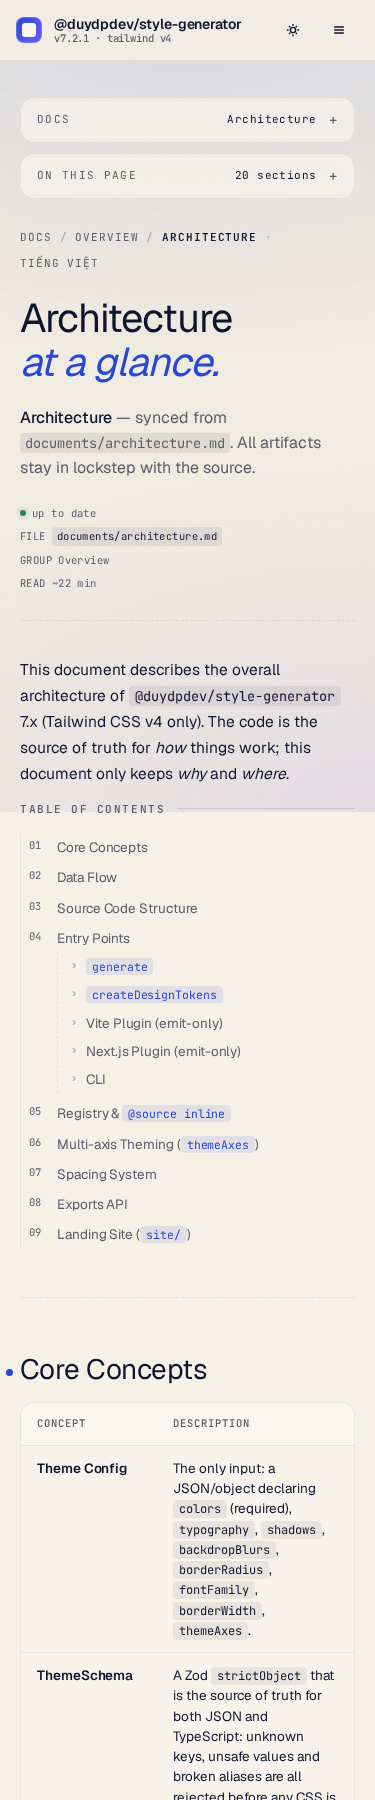 @duydpdev/style-generator
v7.2.1 · tailwind v4
DOCS Architecture +
ON THIS PAGE 20 sections +
DOCS / OVERVIEW / ARCHITECTURE ·
TIẾNG VIỆT
Architecture
at a glance.
Architecture — synced from
documents/architecture.md. All artifacts
stay in lockstep with the source.
up to date
FILE documents/architecture.md
GROUP Overview
READ ~22 min
This document describes the overall
architecture of @duydpdev/style-generator
7.x (Tailwind CSS v4 only). The code is the
source of truth for how things work; this
document only keeps why and where.
TABLE OF CONTENTS
01 Core Concepts
02 Data Flow
03 Source Code Structure
04 Entry Points
› generate
› createDesignTokens
› Vite Plugin (emit-only)
› Next.js Plugin (emit-only)
› CLI
05 Registry & @source inline
06 Multi-axis Theming (themeAxes)
07 Spacing System
08 Exports API
09 Landing Site (site/)
Core Concepts
CONCEPT DESCRIPTION
Theme Config The only input: a
JSON/object declaring
colors (required),
typography, shadows,
backdropBlurs,
borderRadius,
fontFamily,
borderWidth,
themeAxes.
ThemeSchema A Zod strictObject that
is the source of truth for
both JSON and
TypeScript: unknown
keys, unsafe values and
broken aliases are all
rejected before any CSS is